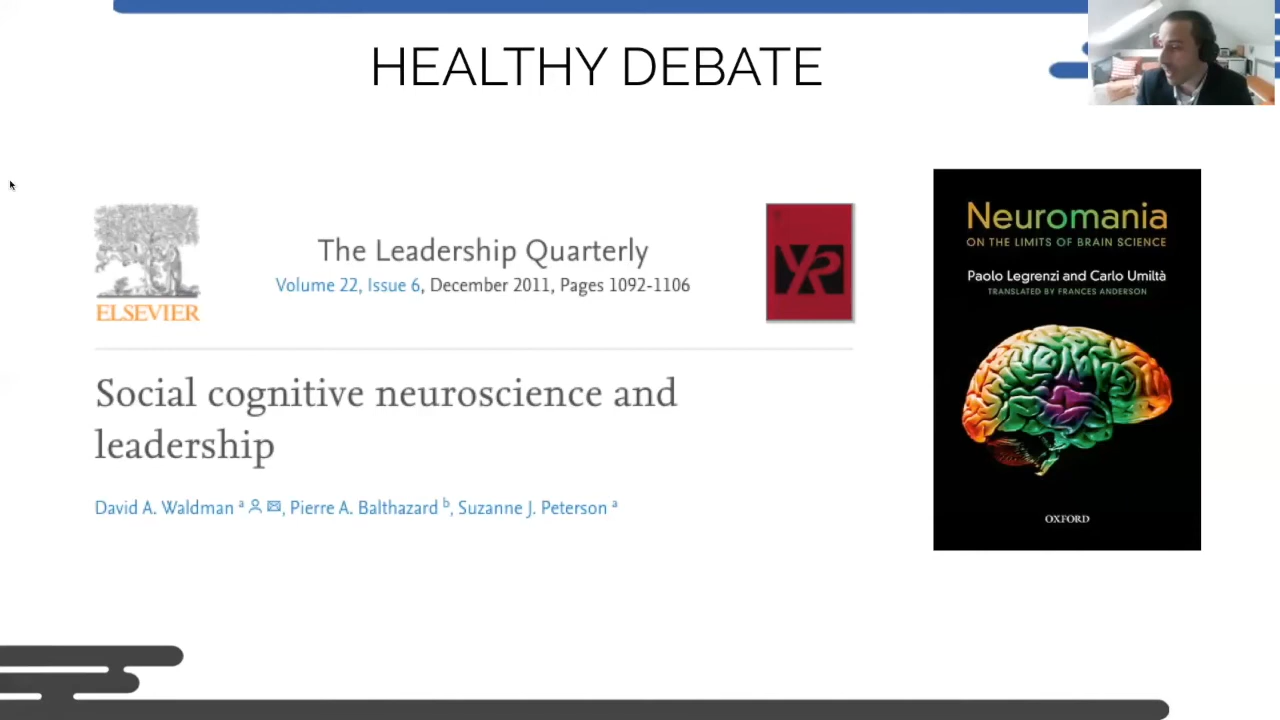 HEALTHY DEBATE
ELSEVIER
The Leadership Quarterly
Volume 22, Issue 6, December 2011, Pages 1092-1106
Social cognitive neuroscience and
leadership
David A. Waldman a, Pierre A. Balthazard b, Suzanne J. Peterson a
Neuromania
ON THE LIMITS OF BRAIN SCIENCE
Paolo Legrenzi and Carlo Umiltà
TRANSLATED BY FRANCES ANDERSON
OXFORD